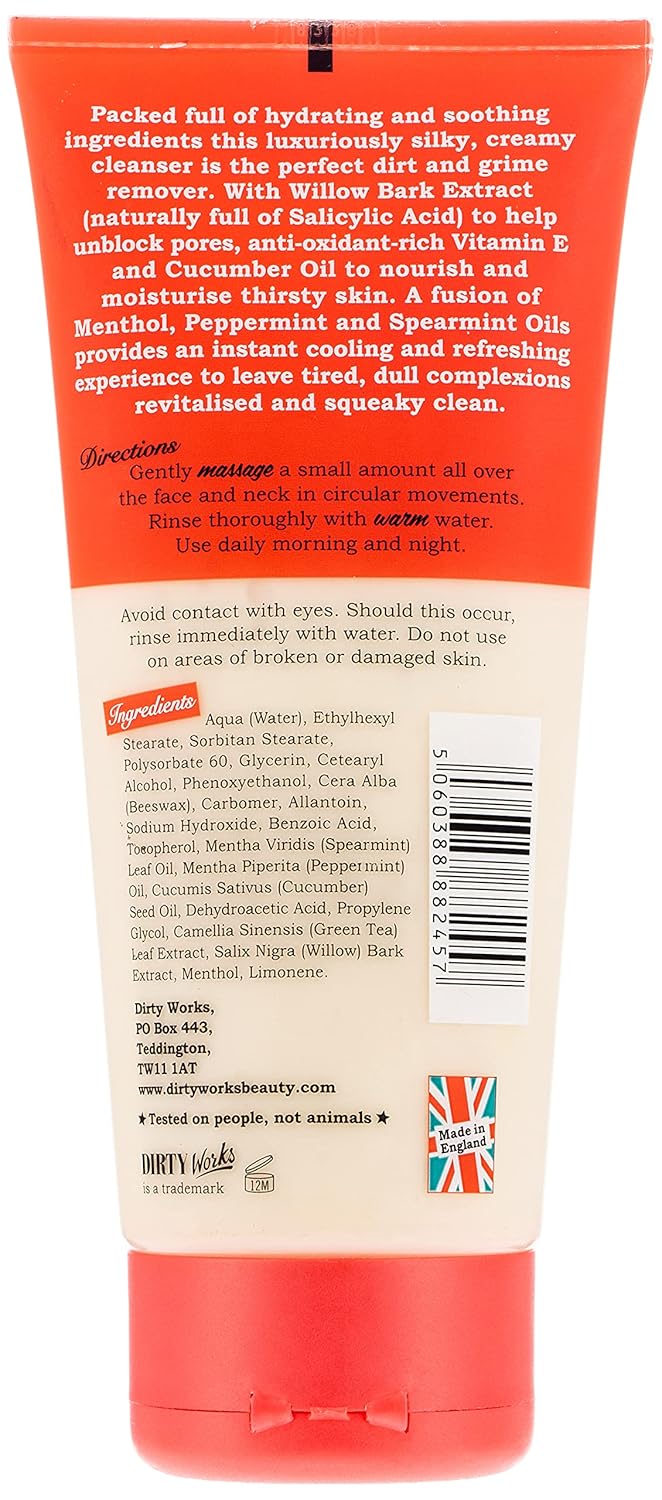 Packed full of hydrating and soothing
ingredients this luxuriously silky, creamy
cleanser is the perfect dirt and grime
remover. With Willow Bark Extract
(naturally full of Salicylic Acid) to help
unblock pores, anti-oxidant-rich Vitamin E
and Cucumber Oil to nourish and
moisturise thirsty skin. A fusion of
Menthol, Peppermint and Spearmint Oils
provides an instant cooling and refreshing
experience to leave tired, dull complexions
revitalised and squeaky clean.
Directions
Gently massage a small amount all over
the face and neck in circular movements.
Rinse thoroughly with warm water.
Use daily morning and night.
Avoid contact with eyes. Should this occur,
rinse immediately with water. Do not use
on areas of broken or damaged skin.
Ingredients
Aqua (Water), Ethylhexyl
Stearate, Sorbitan Stearate,
Polysorbate 60, Glycerin, Cetearyl
Alcohol, Phenoxyethanol, Cera Alba
(Beeswax), Carbomer, Allantoin,
Sodium Hydroxide, Benzoic Acid,
Tocopherol, Mentha Viridis (Spearmint)
Leaf Oil, Mentha Piperita (Peppermint)
Oil, Cucumis Sativus (Cucumber)
Seed Oil, Dehydroacetic Acid, Propylene
Glycol, Camellia Sinensis (Green Tea)
Leaf Extract, Salix Nigra (Willow) Bark
Extract, Menthol, Limonene.
5 060388 882457
Dirty Works,
PO Box 443,
Teddington,
TW11 1AT
www.dirtyworksbeauty.com
★Tested on people, not animals★
DIRTY Works
is a trademark
12M
Made in
England